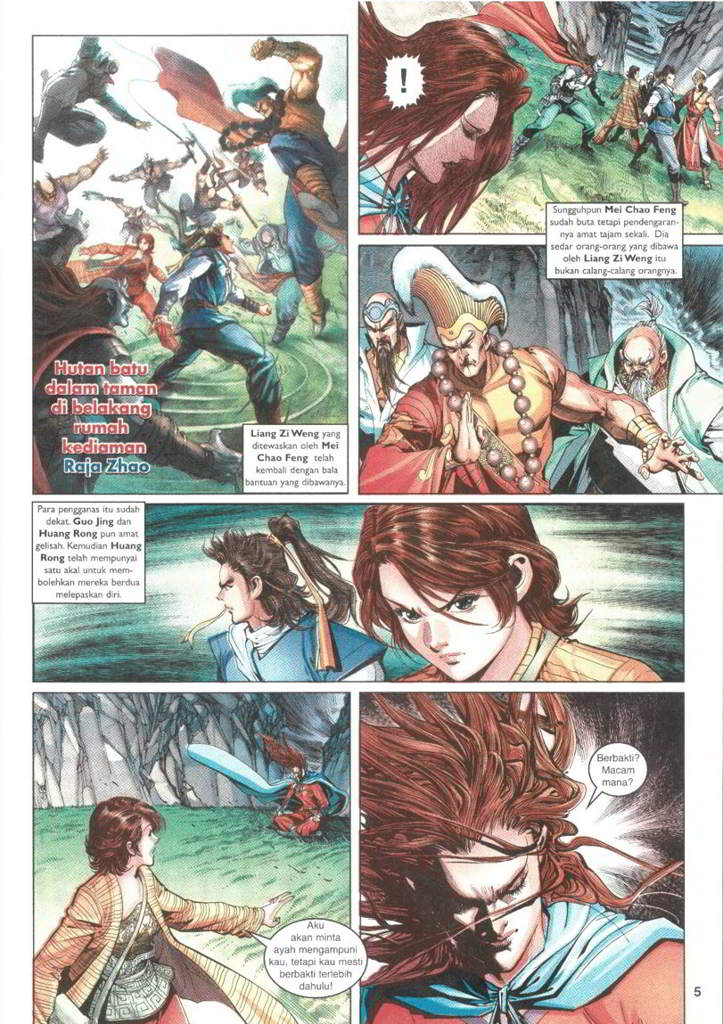 Hutan batu
dalam taman
di belakang
rumah
kediaman
Raja Zhao
Liang Zi Weng yang
ditewaskan oleh Mei
Chao Feng telah
kembali dengan bala
bantuan yang dibawanya.
!
Sungguhpun Mei Chao Feng
sudah buta tetapi pendengaran-
nya amat tajam sekali. Dia
sedar orang-orang yang dibawa
oleh Liang Zi Weng itu
bukan calang-calang orangnya.
Para pengganas itu sudah
dekat. Guo Jing dan
Huang Rong pun amat
gelisah. Kemudian Huang
Rong telah mempunyai
satu akal untuk mem-
bolehkan mereka berdua
melepaskan diri.
Aku
akan minta
ayah mengampuni
kau, tetapi kau mesti
berbakti terlebih
dahulu!
Berbakti?
Macam
mana?
5